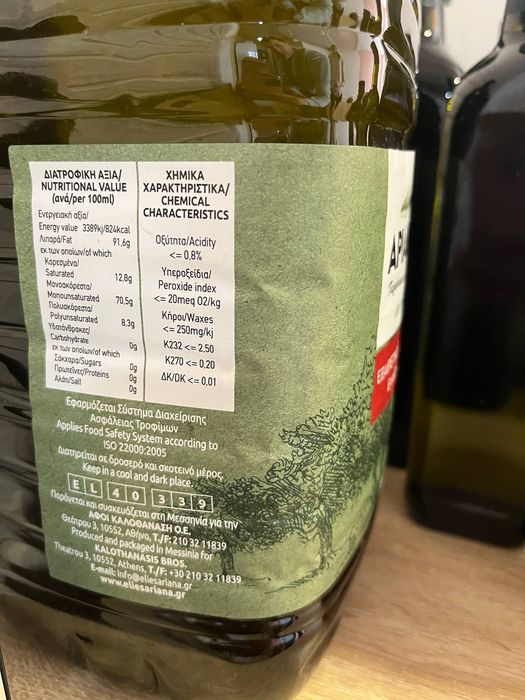 ΔΙΑΤΡΟΦΙΚΗ ΑΞΙΑ/
NUTRITIONAL VALUE
(ανά/per 100ml)
Ενεργειακή αξία/
Energy value 3389kj/824kcal
Λιπαρά/Fat 91.6g
εκ των οποίων/of which
Κορεσμένα/
Saturated 12,8g
Μονοακόρεστα/
Monounsaturated 70,5g
Πολυακόρεστα/
Polyunsaturated 8,3g
Υδατάνθρακες/
Carbohydrate 0g
εκ των οποίων/of which
Σάκχαρα/Sugars 0g
Πρωτεΐνες/Proteins 0g
Αλάτι/Salt 0g
ΧΗΜΙΚΑ
ΧΑΡΑΚΤΗΡΙΣΤΙΚΑ/
CHEMICAL
CHARACTERISTICS
Οξύτητα/Acidity
<= 0,8%
Υπεροξείδια/
Peroxide index
<= 20meq O2/kg
Κήροι/Waxes
<= 250mg/kj
K232 <= 2,50
K270 <= 0,20
ΔK/DK <= 0,01
Εφαρμόζεται Σύστημα Διαχείρισης
Ασφάλειας Τροφίμων
Applies Food Safety System according to
ISO 22000:2005
Διατηρείται σε δροσερό και σκοτεινό μέρος.
Keep in a cool and dark place.
EL 40 339
Παράγεται και συσκευάζεται στη Μεσσηνία για την
ΑΦΟΙ ΚΑΛΟΘΑΝΑΣΗ Ο.Ε.
Θεάτρου 3, 10552, Αθήνα, T./F: 210 32 11839
Produced and packaged in Messinia for
KALOTHANASIS BROS.
Theatrou 3, 10552, Athens, T./F: +30 210 32 11839
E-mail: info@eliesariana.gr
www.eliesariana.gr